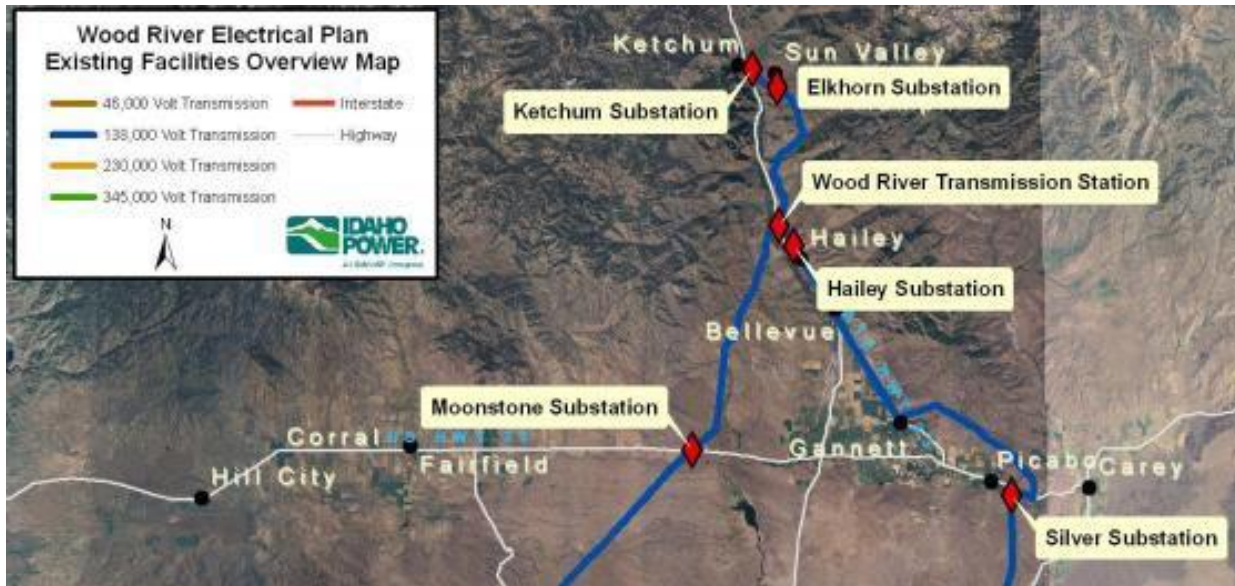 Wood River Electrical Plan
Existing Facilities Overview Map
46,000 Volt Transmission
Interstate
138,000 Volt Transmission
Highway
230,000 Volt Transmission
345,000 Volt Transmission
N
IDAHO
POWER
Ketchum
Sun Valley
Elkhorn Substation
Ketchum Substation
Wood River Transmission Station
Hailey
Hailey Substation
Bellevue
Moonstone Substation
Corral
Fairfield
Gannett
Picabo
Carey
Hill City
Silver Substation